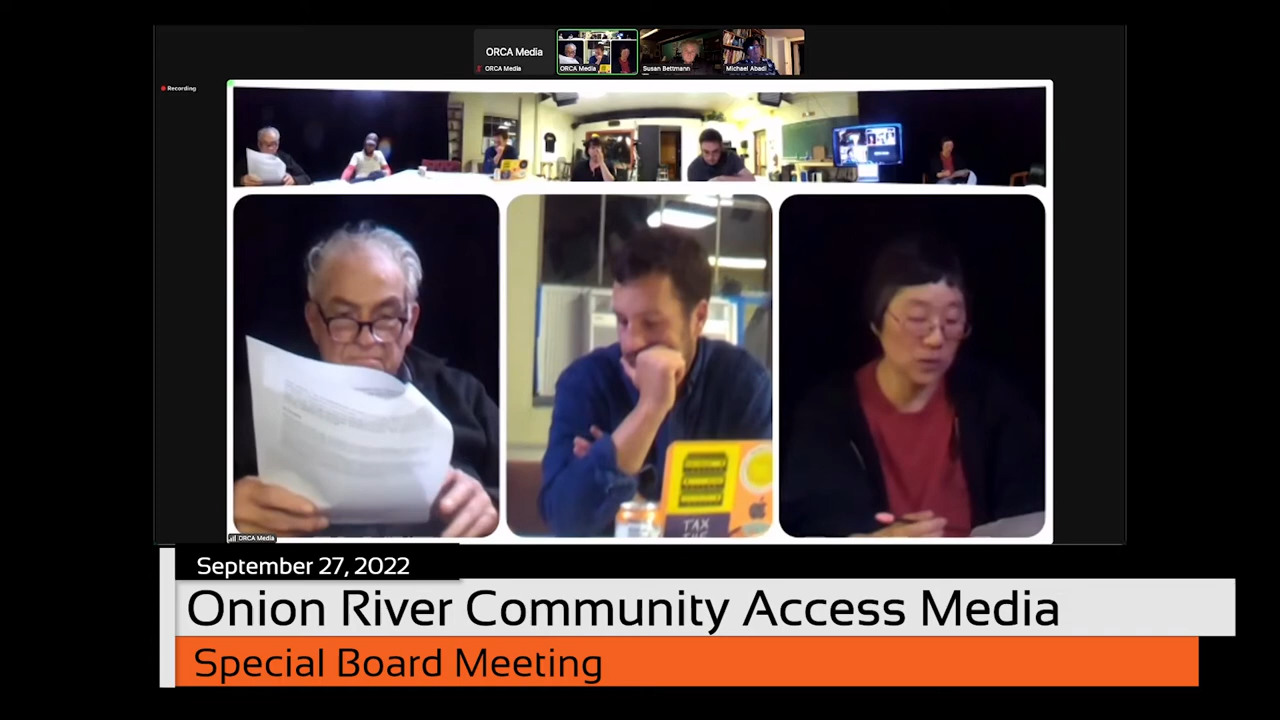 ORCA Media
ORCA Media
ORCA Media
Susan Bettmann
Michael Abadi
Recording
TAX
ORCA Media
September 27, 2022
Onion River Community Access Media
Special Board Meeting